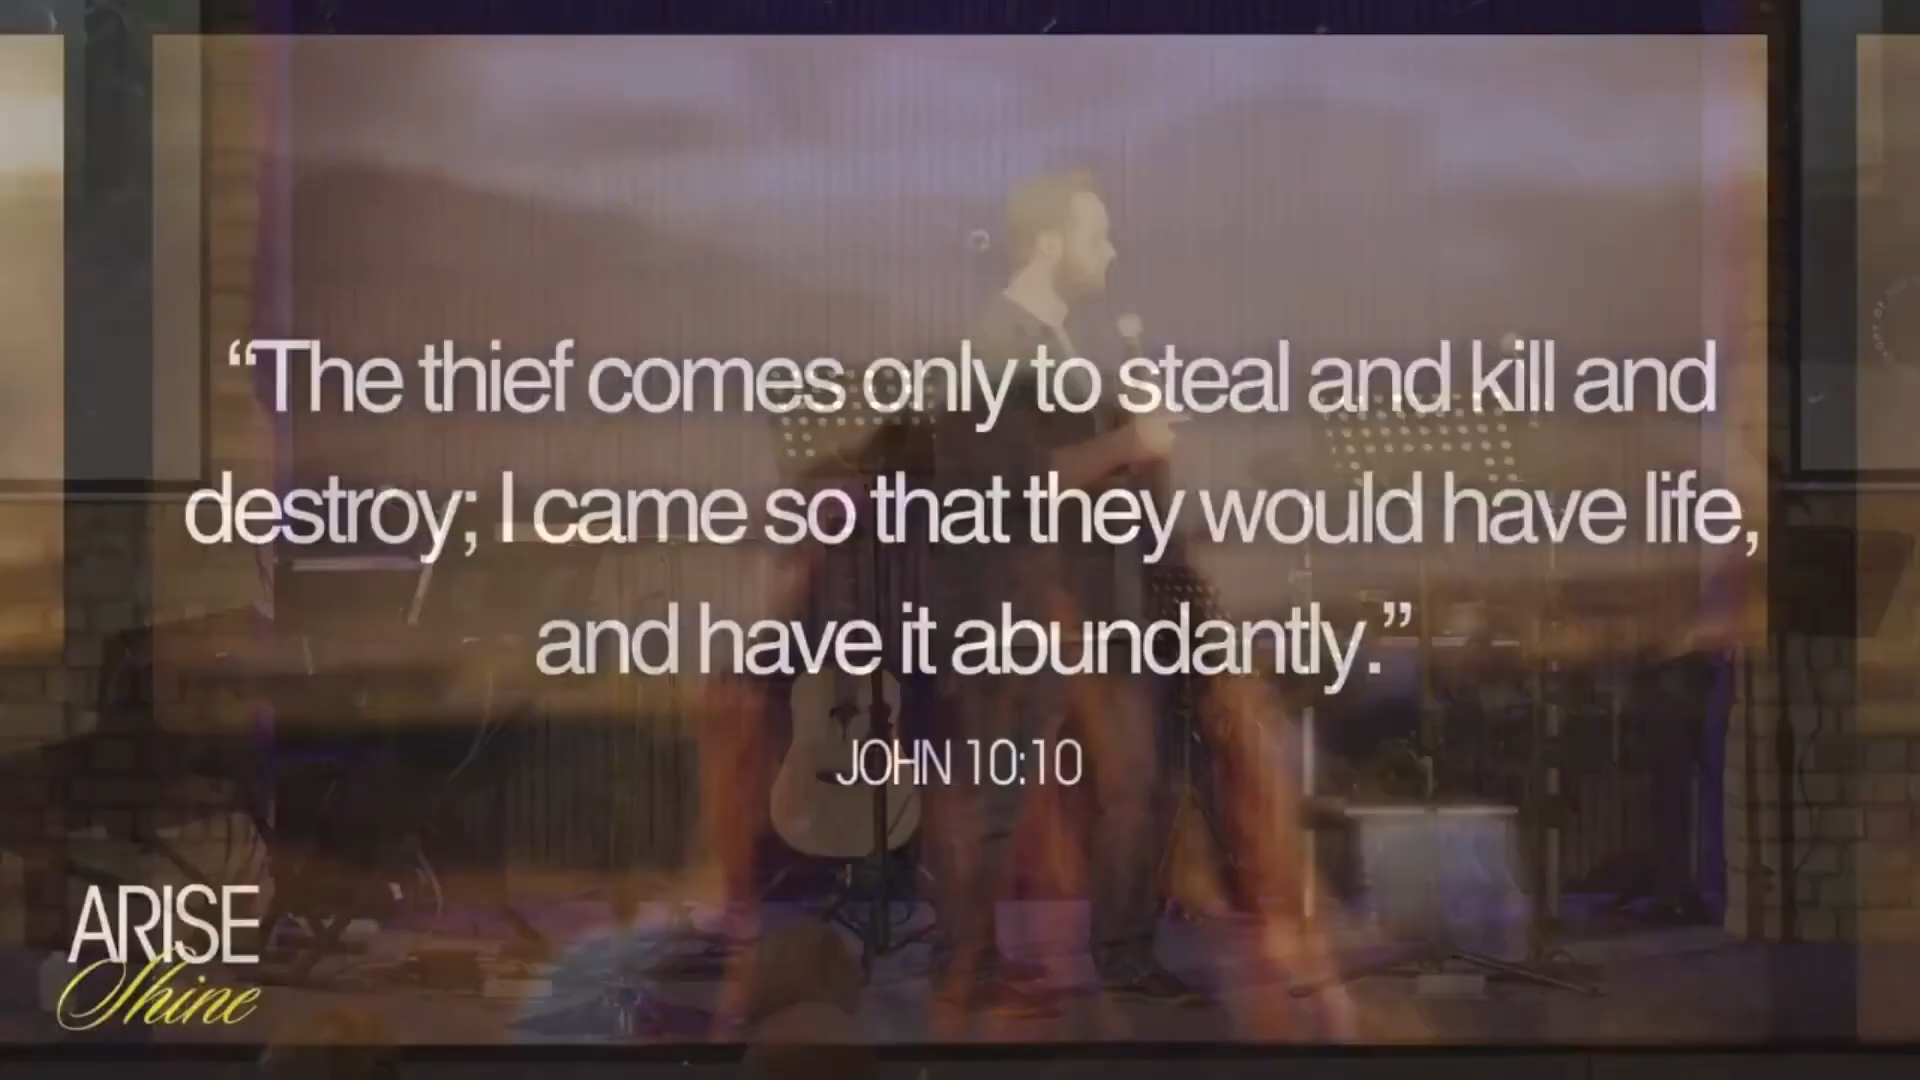 “The thief comes only to steal and kill and
destroy; I came so that they would have life,
and have it abundantly.”
JOHN 10:10
ARISE
Shine